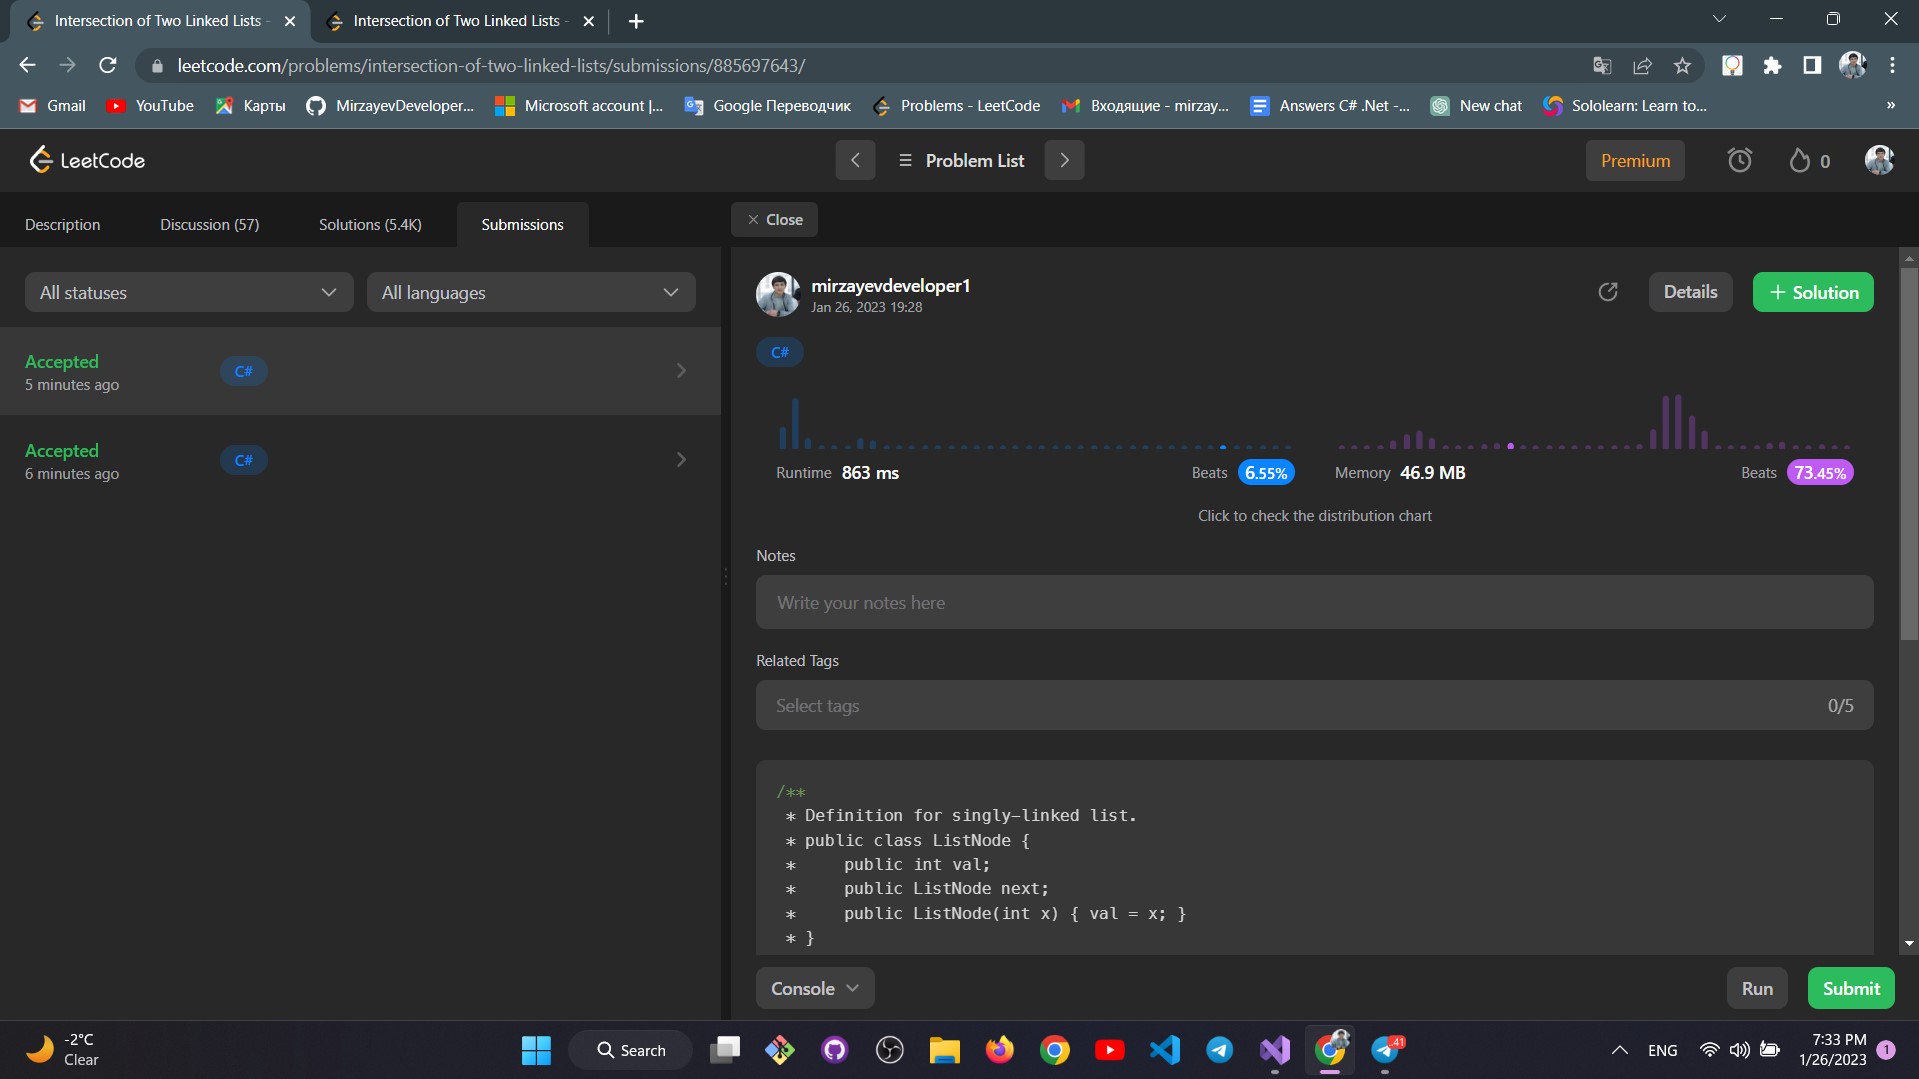 Intersection of Two Linked Lists -
Intersection of Two Linked Lists -
leetcode.com/problems/intersection-of-two-linked-lists/submissions/885697643/
Gmail
YouTube
Карты
MirzayevDeveloper...
Microsoft account |...
Google Переводчик
Problems - LeetCode
Входящие - mirzay...
Answers C# .Net -...
New chat
Sololearn: Learn to...
»
LeetCode
Problem List
Premium
0
Description
Discussion (57)
Solutions (5.4K)
Submissions
Close
All statuses
All languages
Accepted
5 minutes ago
C#
Accepted
6 minutes ago
C#
mirzayevdeveloper1
Jan 26, 2023 19:28
Details
+ Solution
C#
Runtime 863 ms
Beats 6.55%
Memory 46.9 MB
Beats 73.45%
Click to check the distribution chart
Notes
Write your notes here
Related Tags
Select tags
0/5
/**
* Definition for singly-linked list.
* public class ListNode {
*     public int val;
*     public ListNode next;
*     public ListNode(int x) { val = x; }
* }
Console
Run
Submit
-2°C
Clear
Search
41
ENG
7:33 PM
1/26/2023
1